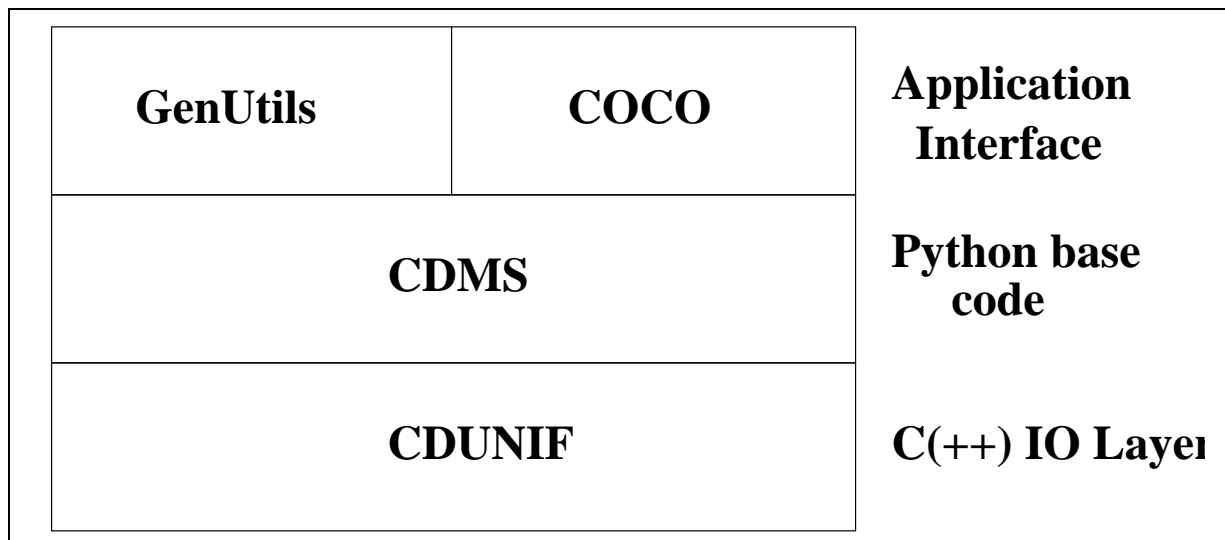 GenUtils
COCO
Application
Interface
CDMS
Python base
code
CDUNIF
C(++) IO Layer